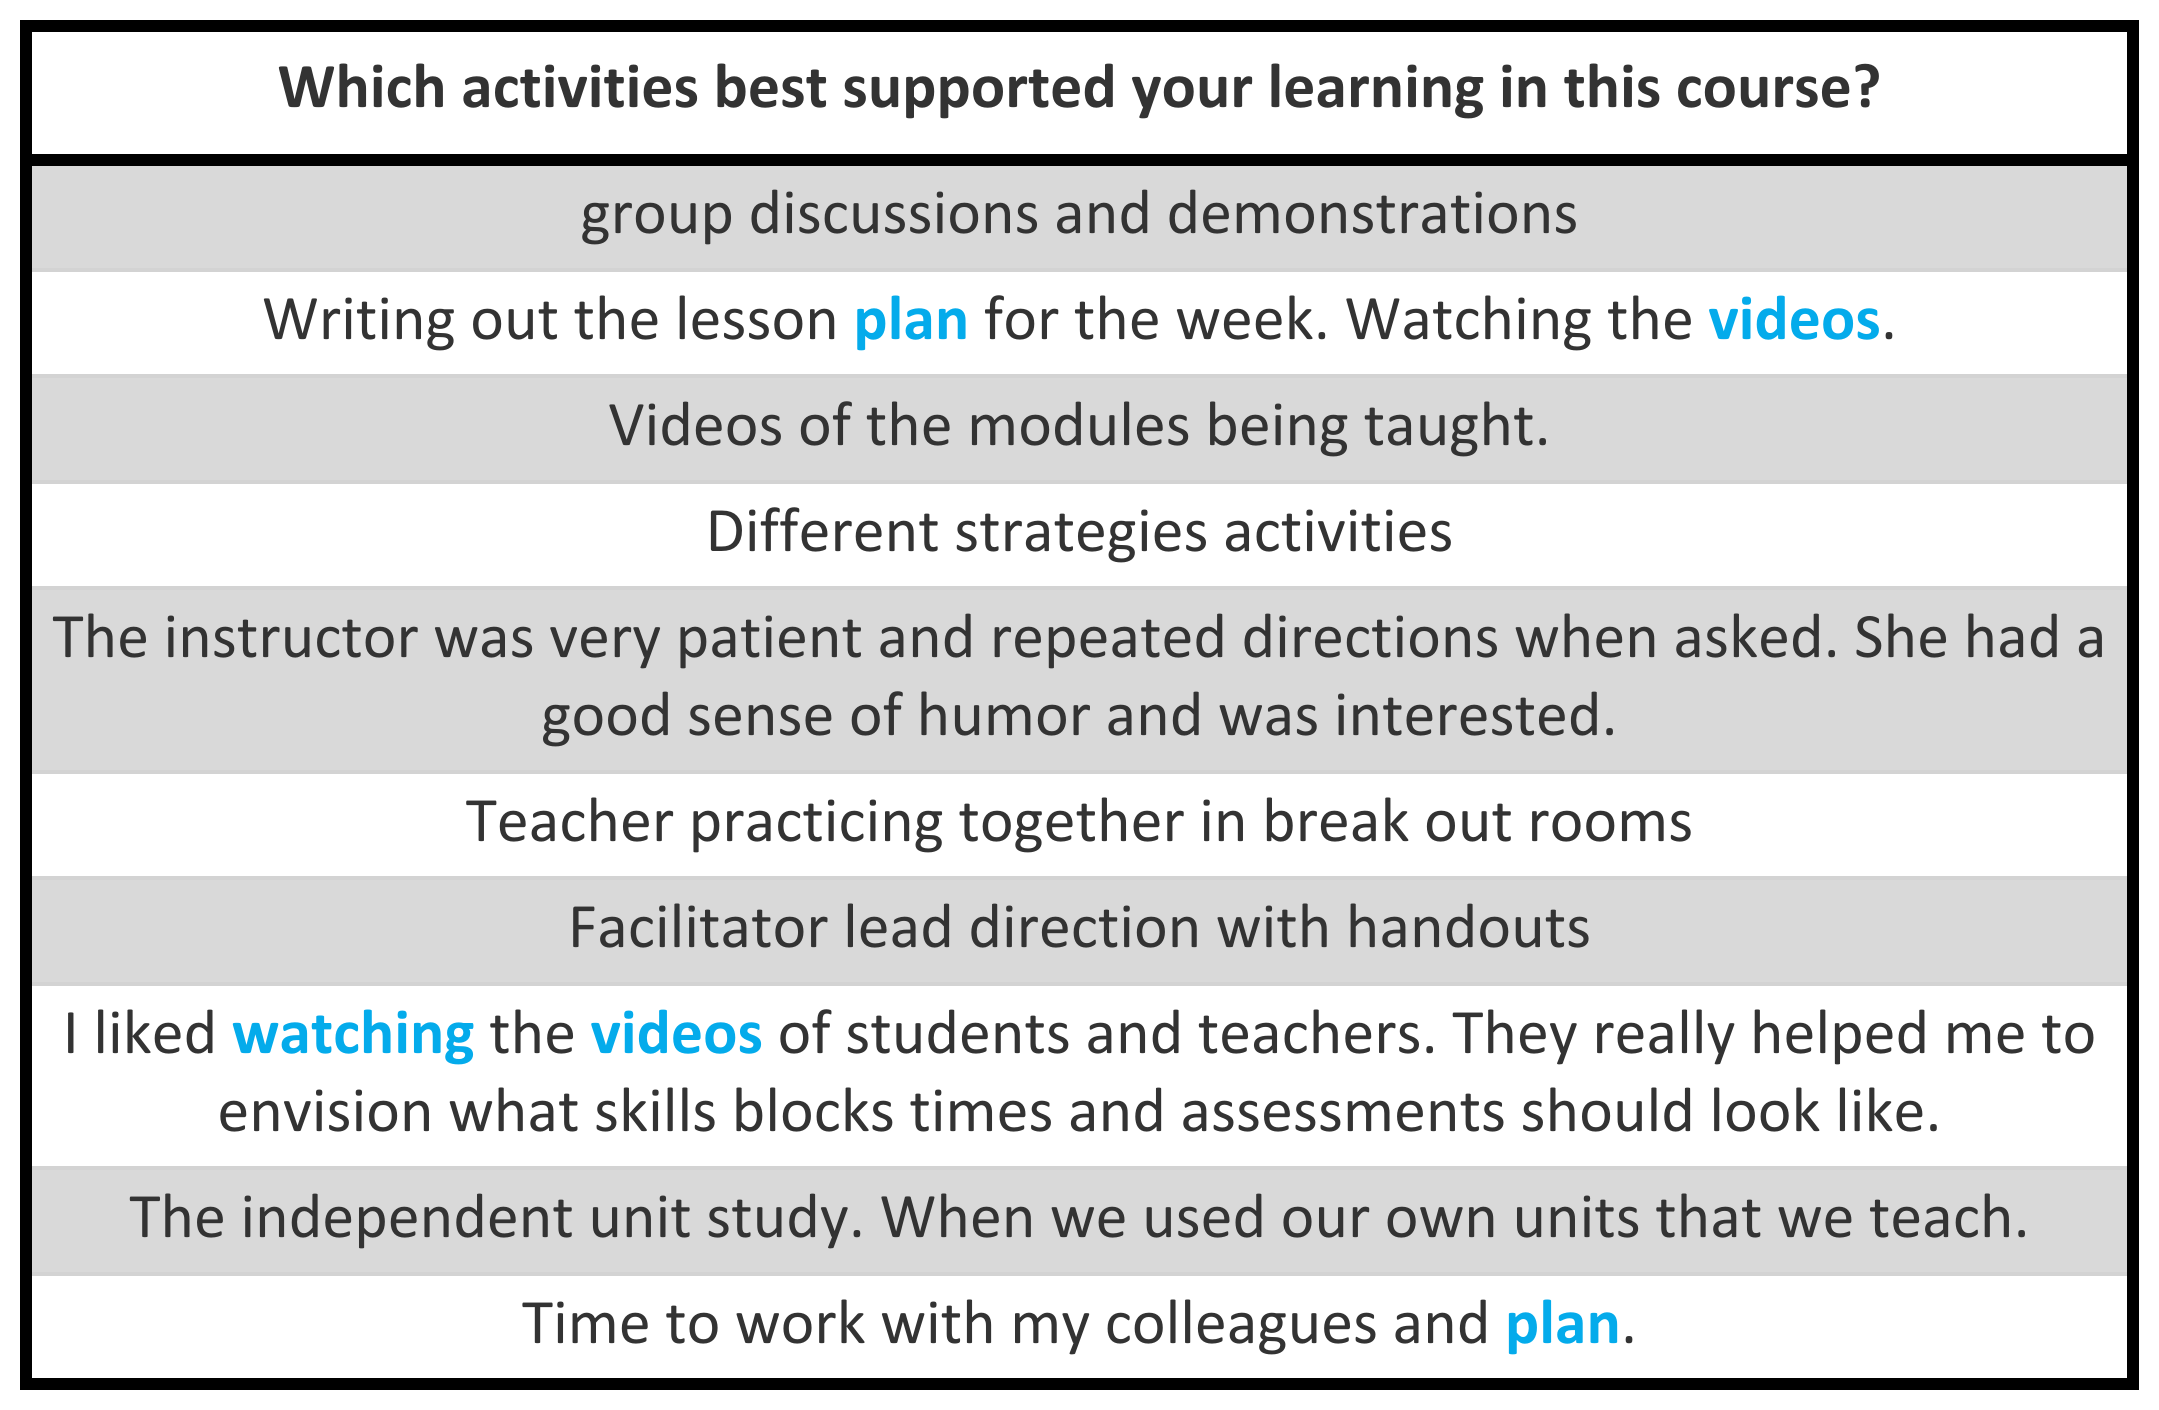 Which activities best supported your learning in this course?
group discussions and demonstrations
Writing out the lesson plan for the week. Watching the videos.
Videos of the modules being taught.
Different strategies activities
The instructor was very patient and repeated directions when asked. She had a
good sense of humor and was interested.
Teacher practicing together in break out rooms
Facilitator lead direction with handouts
I liked watching the videos of students and teachers. They really helped me to
envision what skills blocks times and assessments should look like.
The independent unit study. When we used our own units that we teach.
Time to work with my colleagues and plan.